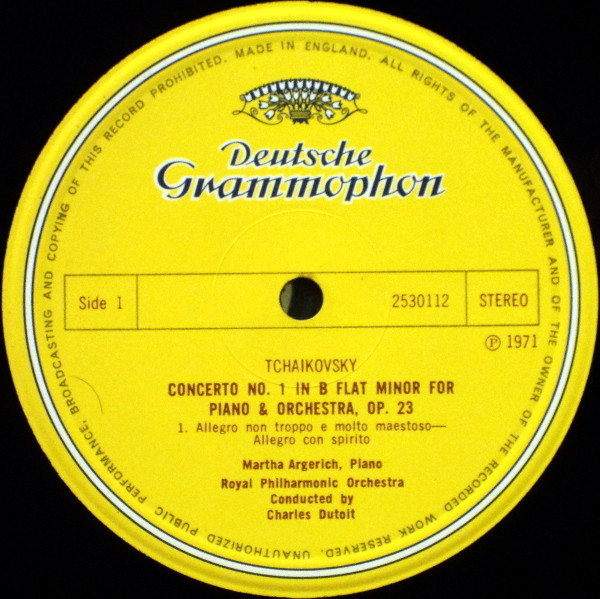 MADE IN ENGLAND. ALL RIGHTS OF THE MANUFACTURER AND OF THE OWNER OF THE RECORDED WORK RESERVED. UNAUTHORIZED PUBLIC PERFORMANCE, BROADCASTING AND COPYING OF THIS RECORD PROHIBITED.
Deutsche
Grammophon
Side 1
2530112
STEREO
℗ 1971
TCHAIKOVSKY
CONCERTO NO. 1 IN B FLAT MINOR FOR
PIANO & ORCHESTRA, OP. 23
1. Allegro non troppo e molto maestoso—
Allegro con spirito
Martha Argerich, Piano
Royal Philharmonic Orchestra
Conducted by
Charles Dutoit